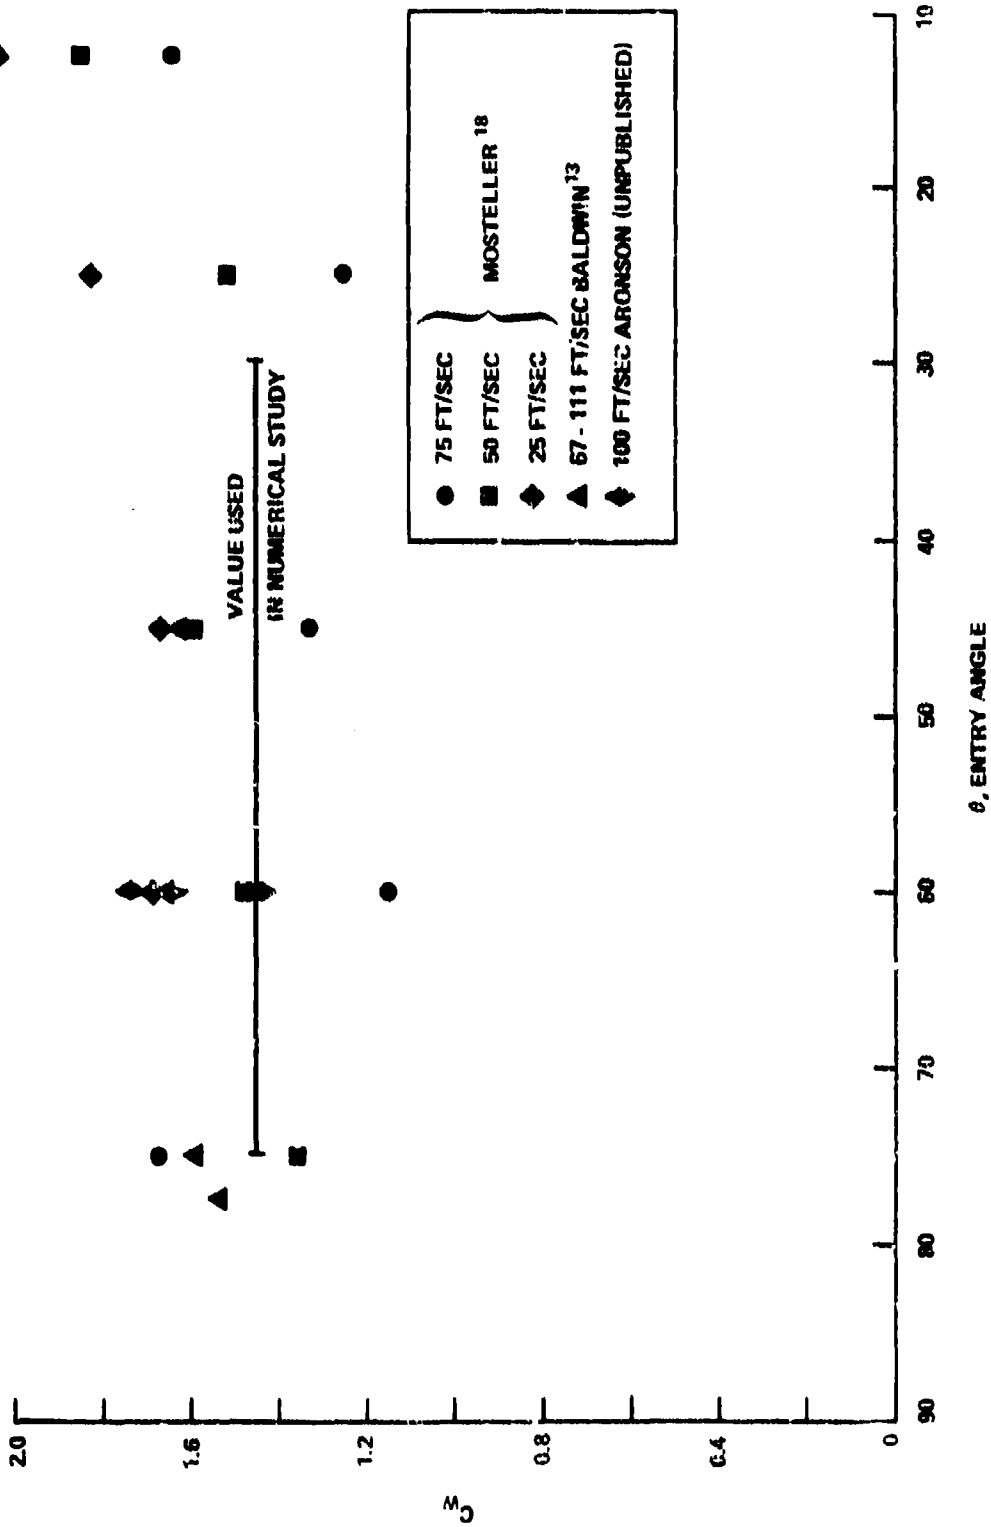 2.0
1.6
1.2
0.8
0.4
0
C_W
90
80
70
60
50
40
30
20
10
θ, ENTRY ANGLE
VALUE USED
IN NUMERICAL STUDY
75 FT/SEC
50 FT/SEC
25 FT/SEC
MOSTELLER 18
67 - 111 FT/SEC BALDWIN 13
100 FT/SEC ARONSON (UNPUBLISHED)